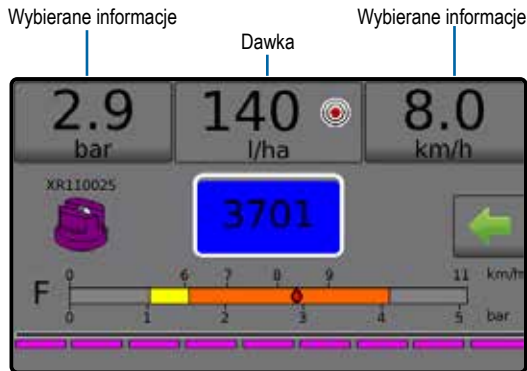 Wybierane informacje
Wybierane informacje
Dawka
2.9
bar
140
l/ha
8.0
km/h
XR110025
3701
F
0 6 7 8 9 11 km/h
0 1 2 3 4 5 bar